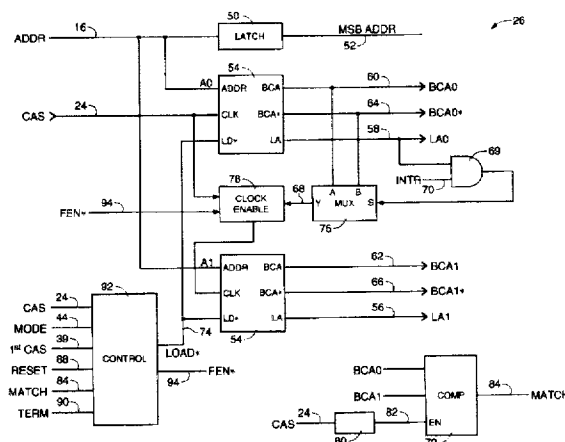 16
50
ADDR
LATCH
MSB ADDR
52
26
54
60
A0
ADDR
BCA
BCA0
24
64
CAS
CLK
BCA*
BCA0*
58
LD*
LA
LA0
69
78
A
B
INTR
70
68
94
CLOCK
ENABLE
Y
MUX
S
FEN*
76
62
A1
ADDR
BCA
BCA1
92
66
CLK
BCA*
BCA1*
CAS
24
56
LD*
LA
LA1
MODE
44
74
54
1st CAS
39
CONTROL
LOAD*
RESET
88
94
FEN*
BCA0
MATCH
84
84
COMP
MATCH
BCA1
TERM
90
24
82
CAS
EN
80
79